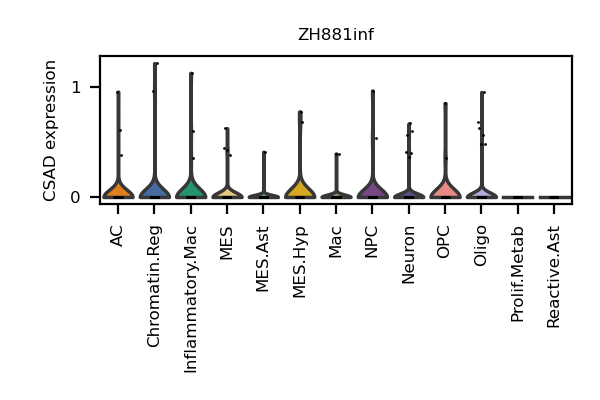 ZH881inf
CSAD expression
1
0
AC
Chromatin.Reg
Inflammatory.Mac
MES
MES.Ast
MES.Hyp
Mac
NPC
Neuron
OPC
Oligo
Prolif.Metab
Reactive.Ast